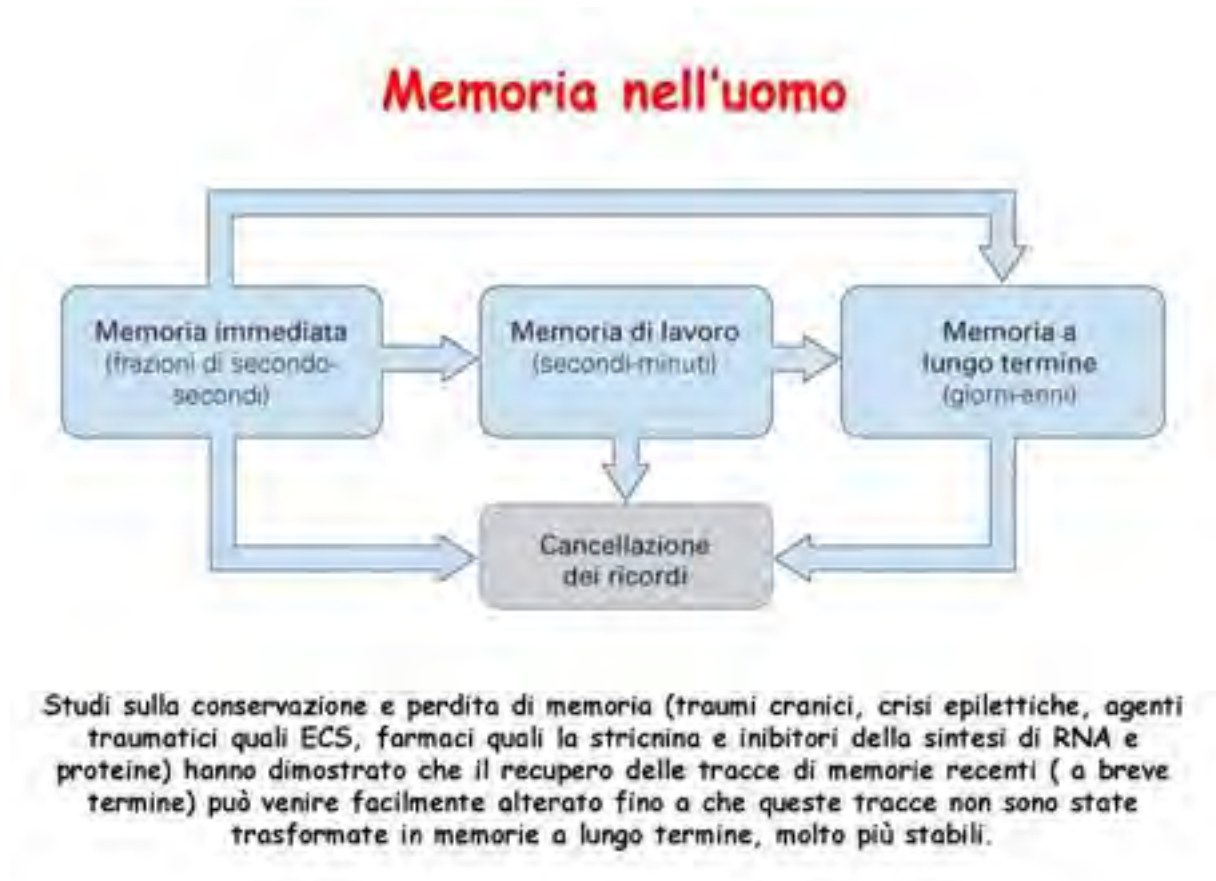 Memoria nell'uomo
Memoria immediata
(frazioni di secondo-
secondi)
Memoria di lavoro
(secondi-minuti)
Memoria a
lungo termine
(giorni-anni)
Cancellazione
dei ricordi
Studi sulla conservazione e perdita di memoria (traumi cranici, crisi epilettiche, agenti
traumatici quali ECS, farmaci quali la stricnina e inibitori della sintesi di RNA e
proteine) hanno dimostrato che il recupero delle tracce di memorie recenti ( a breve
termine) può venire facilmente alterato fino a che queste tracce non sono state
trasformate in memorie a lungo termine, molto più stabili.